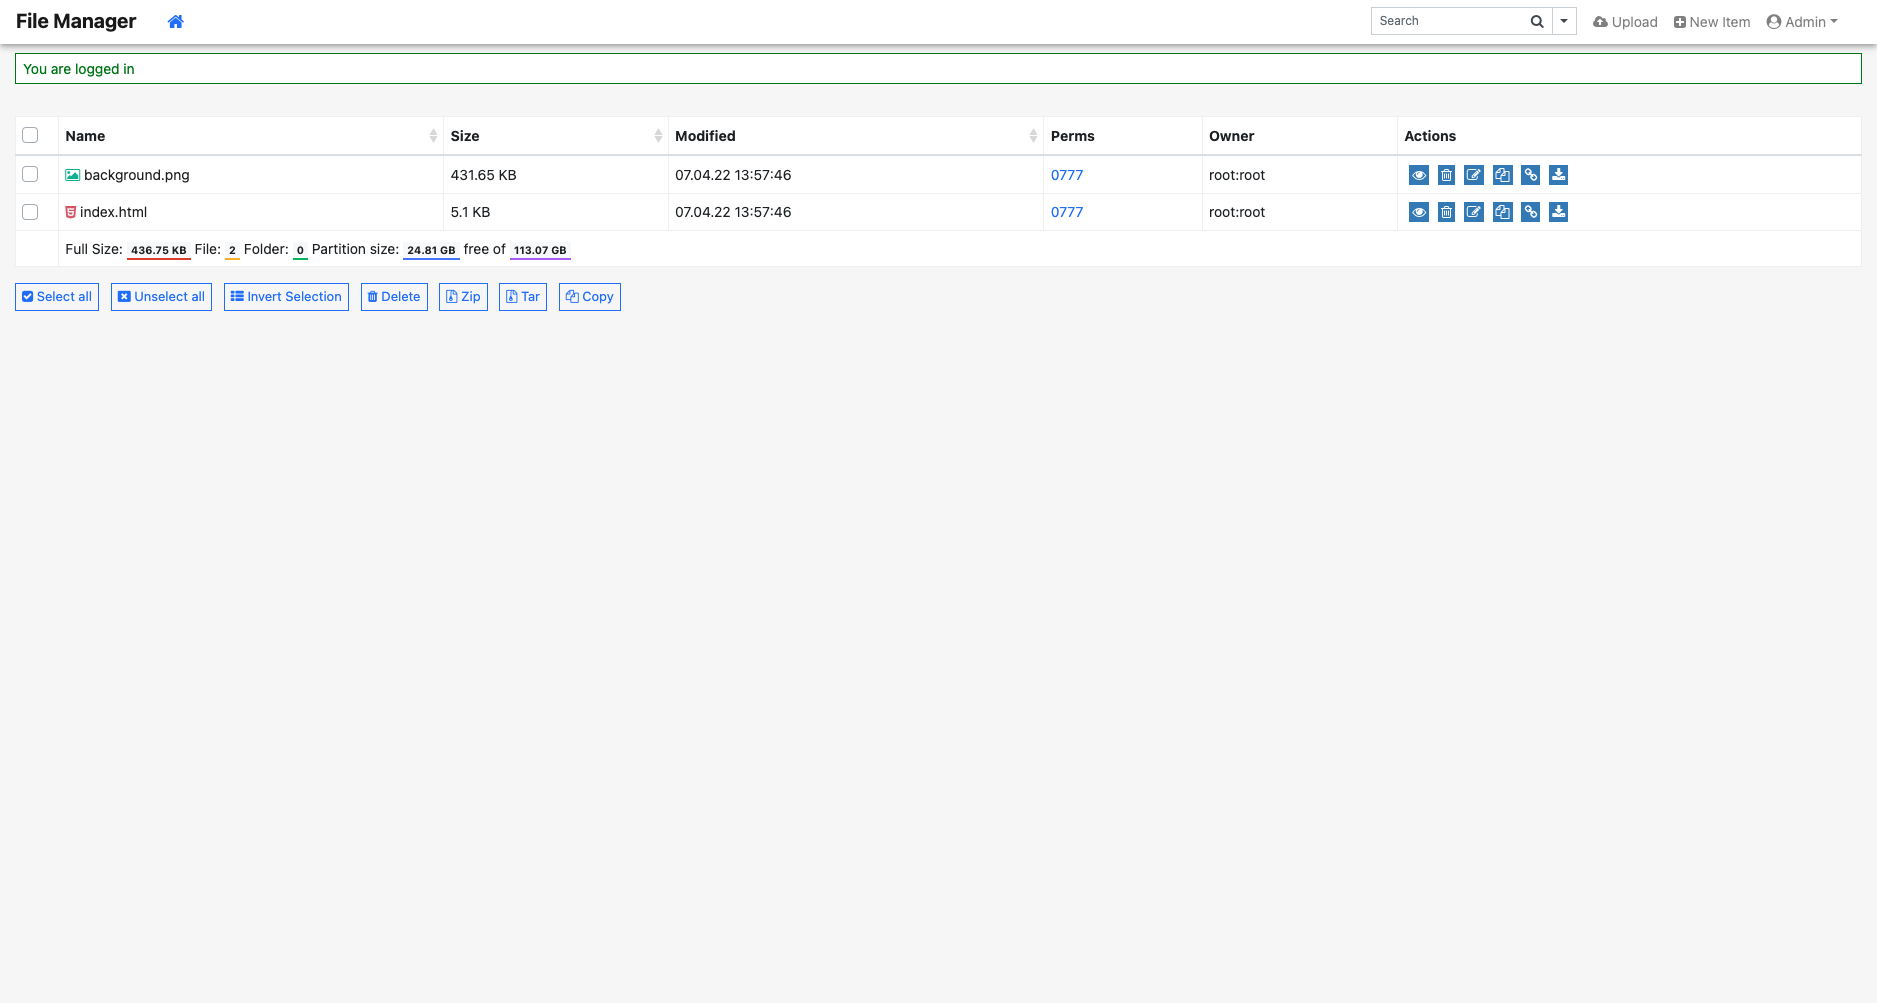 File Manager
Search
Upload
New Item
Admin
You are logged in
Name Size Modified Perms Owner Actions
background.png 431.65 KB 07.04.22 13:57:46 0777 root:root
index.html 5.1 KB 07.04.22 13:57:46 0777 root:root
Full Size: 436.75 KB File: 2 Folder: 0 Partition size: 24.81 GB free of 113.07 GB
Select all Unselect all Invert Selection Delete Zip Tar Copy